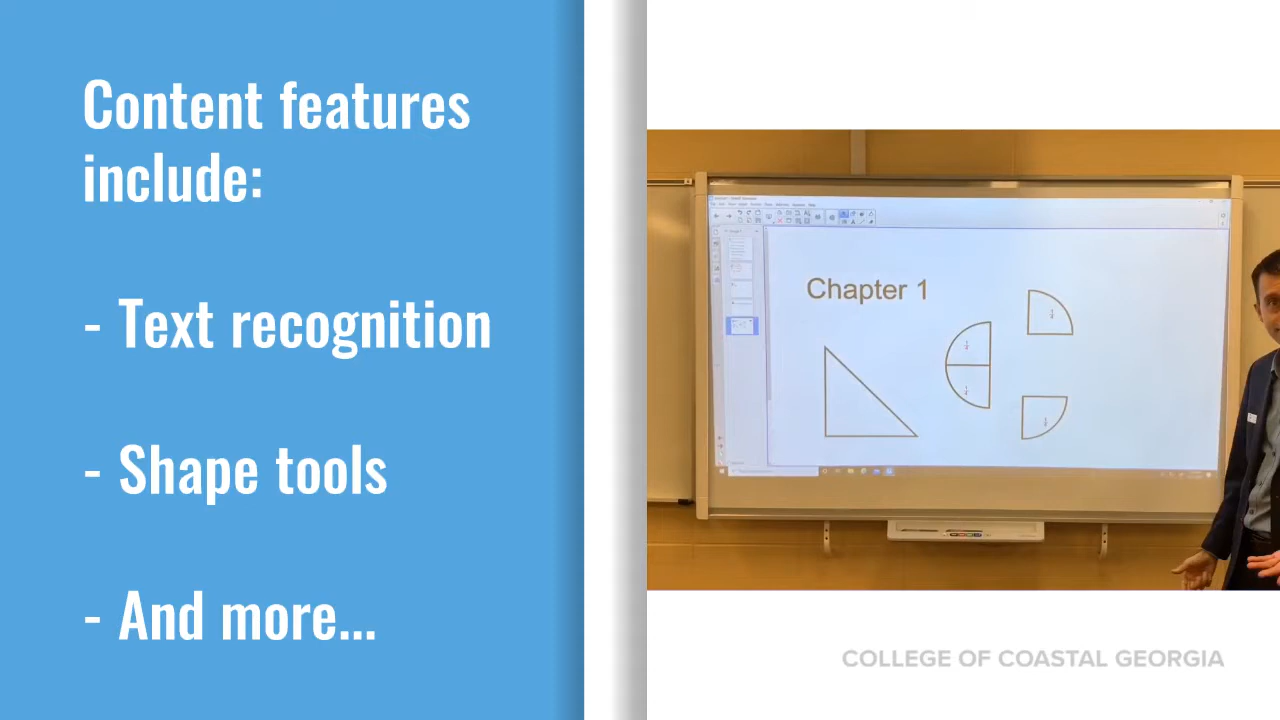 Content features
include:
- Text recognition
- Shape tools
- And more...
Chapter 1
COLLEGE OF COASTAL GEORGIA